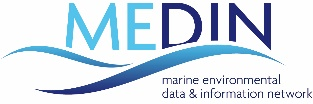 MEDIN
marine environmental
data & information network